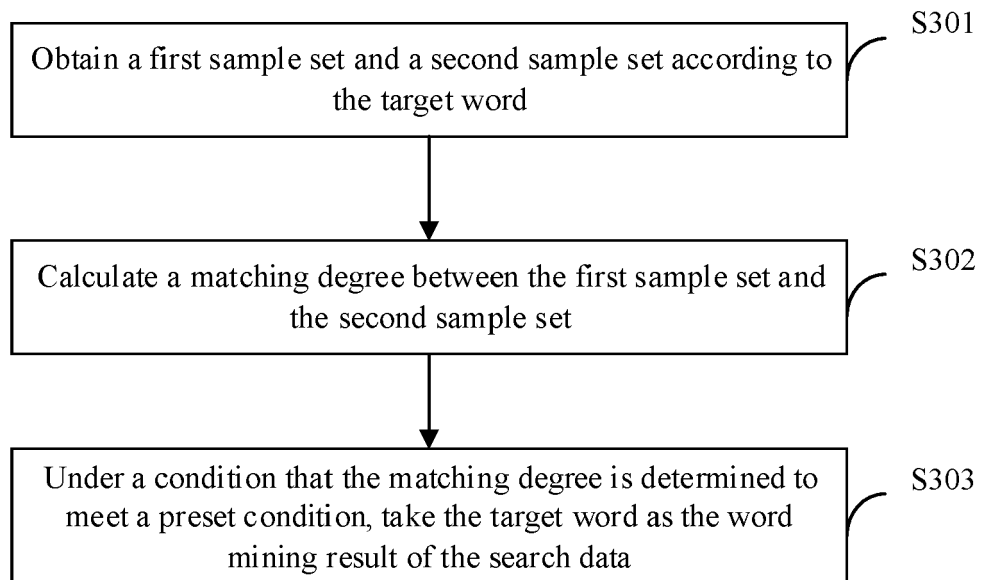 S301
Obtain a first sample set and a second sample set according to
the target word
S302
Calculate a matching degree between the first sample set and
the second sample set
S303
Under a condition that the matching degree is determined to
meet a preset condition, take the target word as the word
mining result of the search data